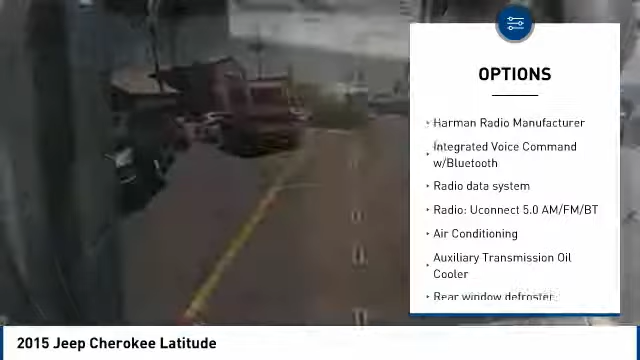 OPTIONS
Harman Radio Manufacturer
Integrated Voice Command
w/Bluetooth
Radio data system
Radio: Uconnect 5.0 AM/FM/BT
Air Conditioning
Auxiliary Transmission Oil
Cooler
Rear window defroster
2015 Jeep Cherokee Latitude